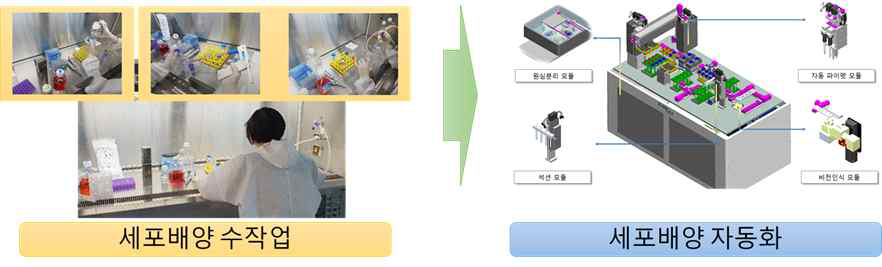 원심분리 모듈
자동 파이펫 모듈
석션 모듈
비전인식 모듈
세포배양 수작업
세포배양 자동화